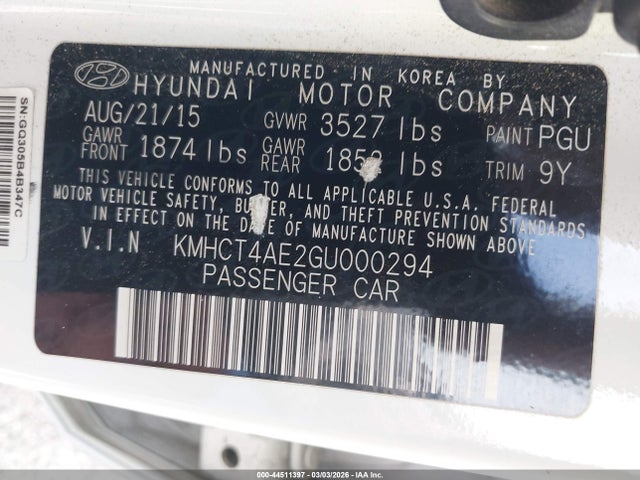 MANUFACTURED IN KOREA BY
HYUNDAI MOTOR COMPANY
AUG/21/15 GVWR 3527 lbs PAINT PGU
GAWR FRONT 1874 lbs GAWR REAR lbs TRIM 9Y
THIS VEHICLE CONFORMS TO ALL APPLICABLE U.S.A. FEDERAL
MOTOR VEHICLE SAFETY, BUMPER, AND THEFT PREVENTION STANDARDS
IN EFFECT ON THE DATE OF MANUFACTURE SHOWN ABOVE
V.I.N KMHCT4AE2GU000294
PASSENGER CAR
SN:GQ305B4B347C
000-44511397 - 03/03/2026 - IAA Inc.